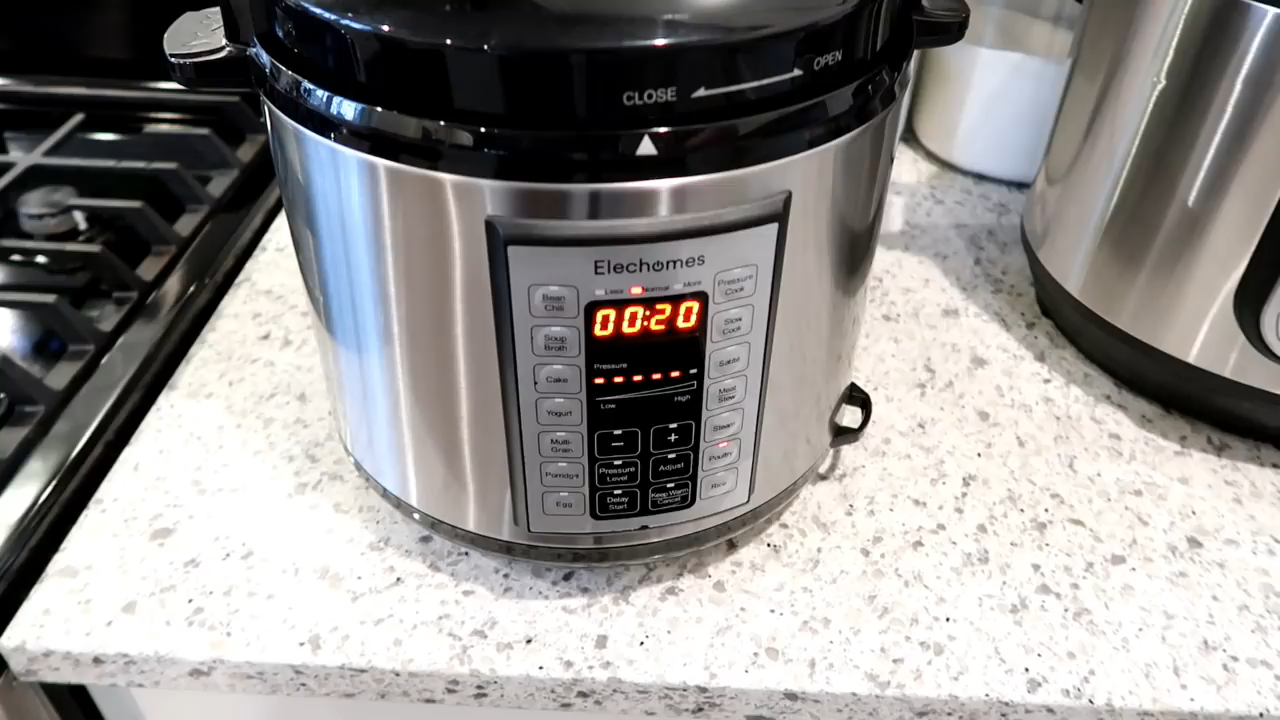 OPEN
CLOSE
Elechomes
Less Normal More
Bean
Chili
Pressure
Cook
00:20
Soup
Broth
Slow
Cook
Pressure
Cake
Sauté
Low High
Yogurt
Meat
Stew
Multi-
Grain
- +
Steam
Porridge
Pressure
Level
Adjust
Poultry
Egg
Delay
Start
Keep Warm
Cancel
Rice